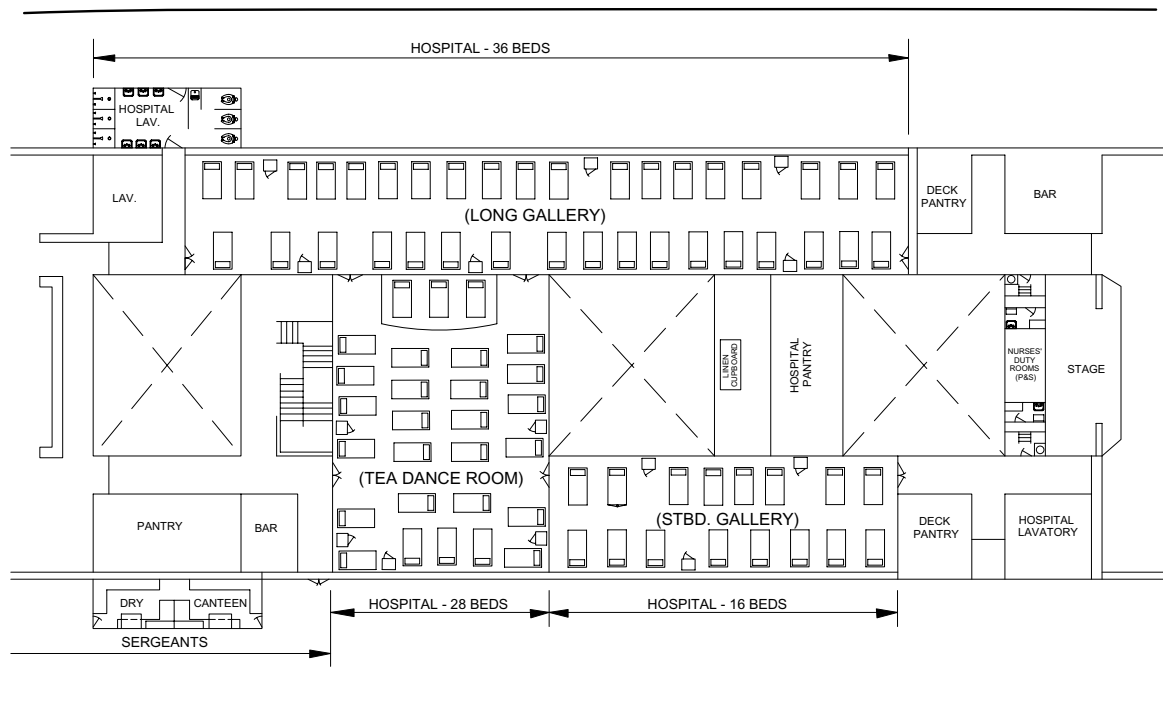 HOSPITAL - 36 BEDS
HOSPITAL
LAV.
LAV.
(LONG GALLERY)
DECK
PANTRY
BAR
LINEN
CUPBOARD
HOSPITAL
PANTRY
NURSES'
DUTY
ROOMS
(P&S)
STAGE
(TEA DANCE ROOM)
(STBD. GALLERY)
PANTRY
BAR
DECK
PANTRY
HOSPITAL
LAVATORY
DRY
CANTEEN
HOSPITAL - 28 BEDS
HOSPITAL - 16 BEDS
SERGEANTS